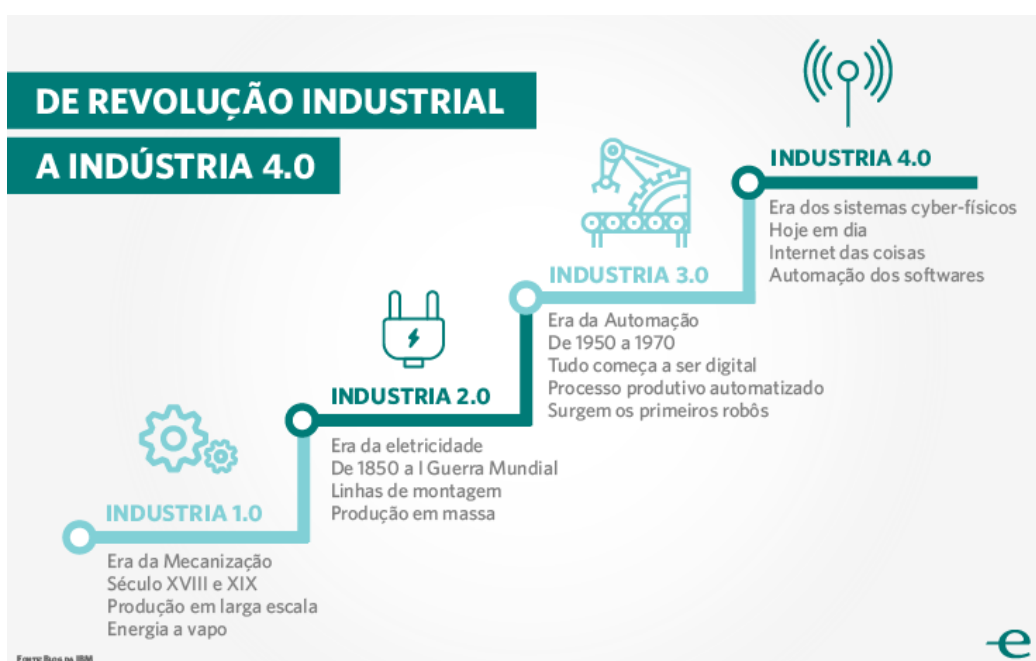 DE REVOLUÇÃO INDUSTRIAL
A INDÚSTRIA 4.0
INDUSTRIA 1.0
Era da Mecanização
Século XVIII e XIX
Produção em larga escala
Energia a vapo
INDUSTRIA 2.0
Era da eletricidade
De 1850 a I Guerra Mundial
Linhas de montagem
Produção em massa
INDUSTRIA 3.0
Era da Automação
De 1950 a 1970
Tudo começa a ser digital
Processo produtivo automatizado
Surgem os primeiros robôs
INDUSTRIA 4.0
Era dos sistemas cyber-físicos
Hoje em dia
Internet das coisas
Automação dos softwares
e